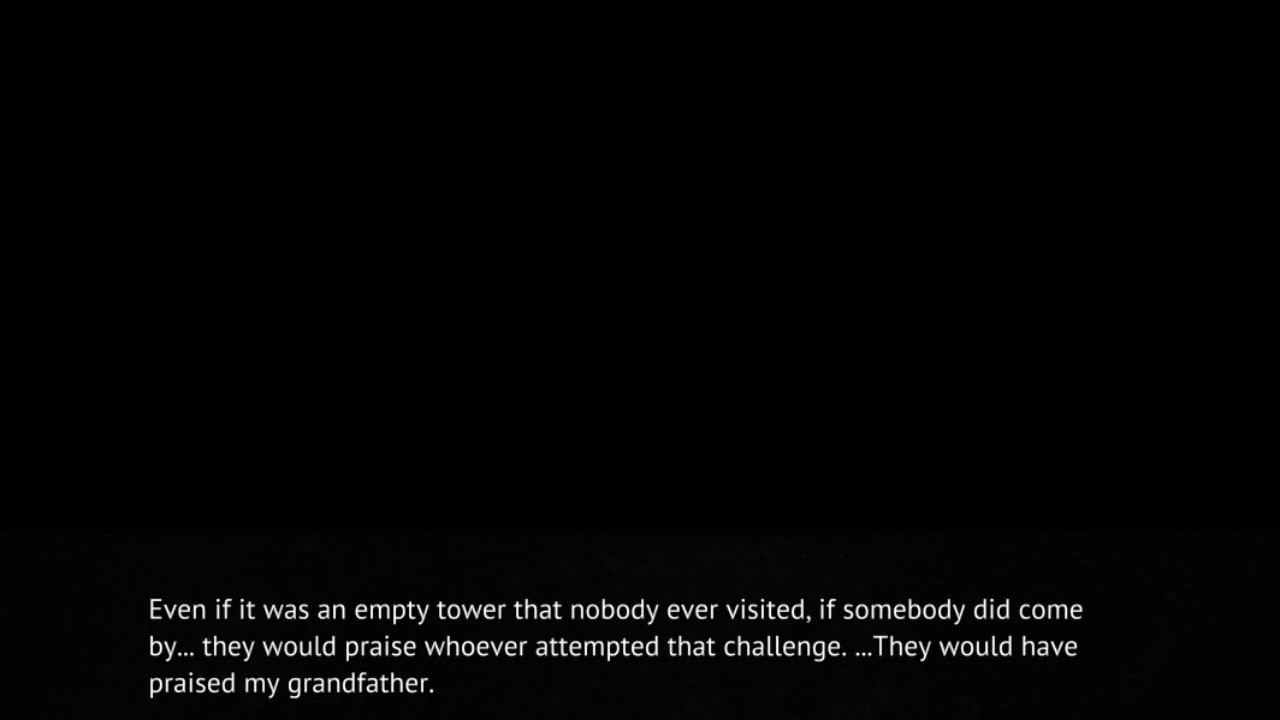 Even if it was an empty tower that nobody ever visited, if somebody did come
by... they would praise whoever attempted that challenge. ...They would have
praised my grandfather.